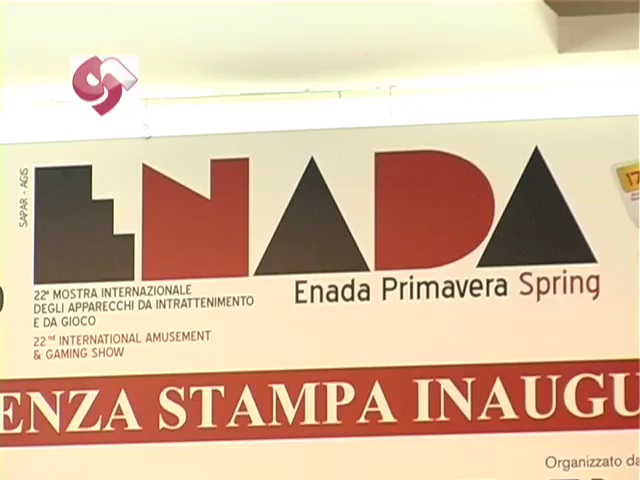 SAPAR - AGIS
ENADA
22ª MOSTRA INTERNAZIONALE
DEGLI APPARECCHI DA INTRATTENIMENTO
E DA GIOCO
22nd INTERNATIONAL AMUSEMENT
& GAMING SHOW
Enada Primavera Spring
17
ENZA STAMPA INAUGU
Organizzato da